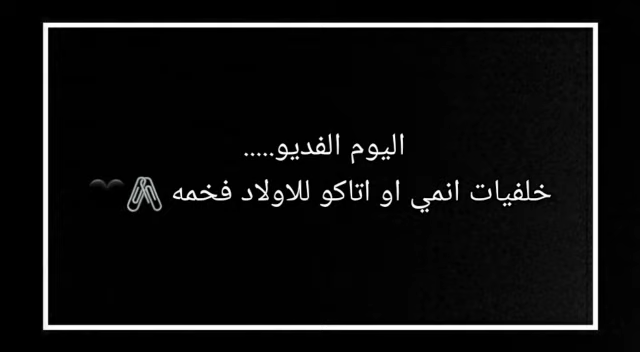 اليوم الفديو.....
خلفيات انمي او اتاكو للاولاد فخمه 🖇🖤